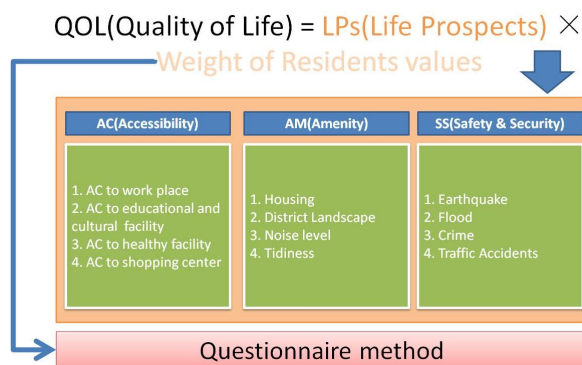 QOL(Quality of Life) = LPs(Life Prospects) ×
Weight of Residents values
AC(Accessibility)
1. AC to work place
2. AC to educational and
cultural facility
3. AC to healthy facility
4. AC to shopping center
AM(Amenity)
1. Housing
2. District Landscape
3. Noise level
4. Tidiness
SS(Safety & Security)
1. Earthquake
2. Flood
3. Crime
4. Traffic Accidents
Questionnaire method